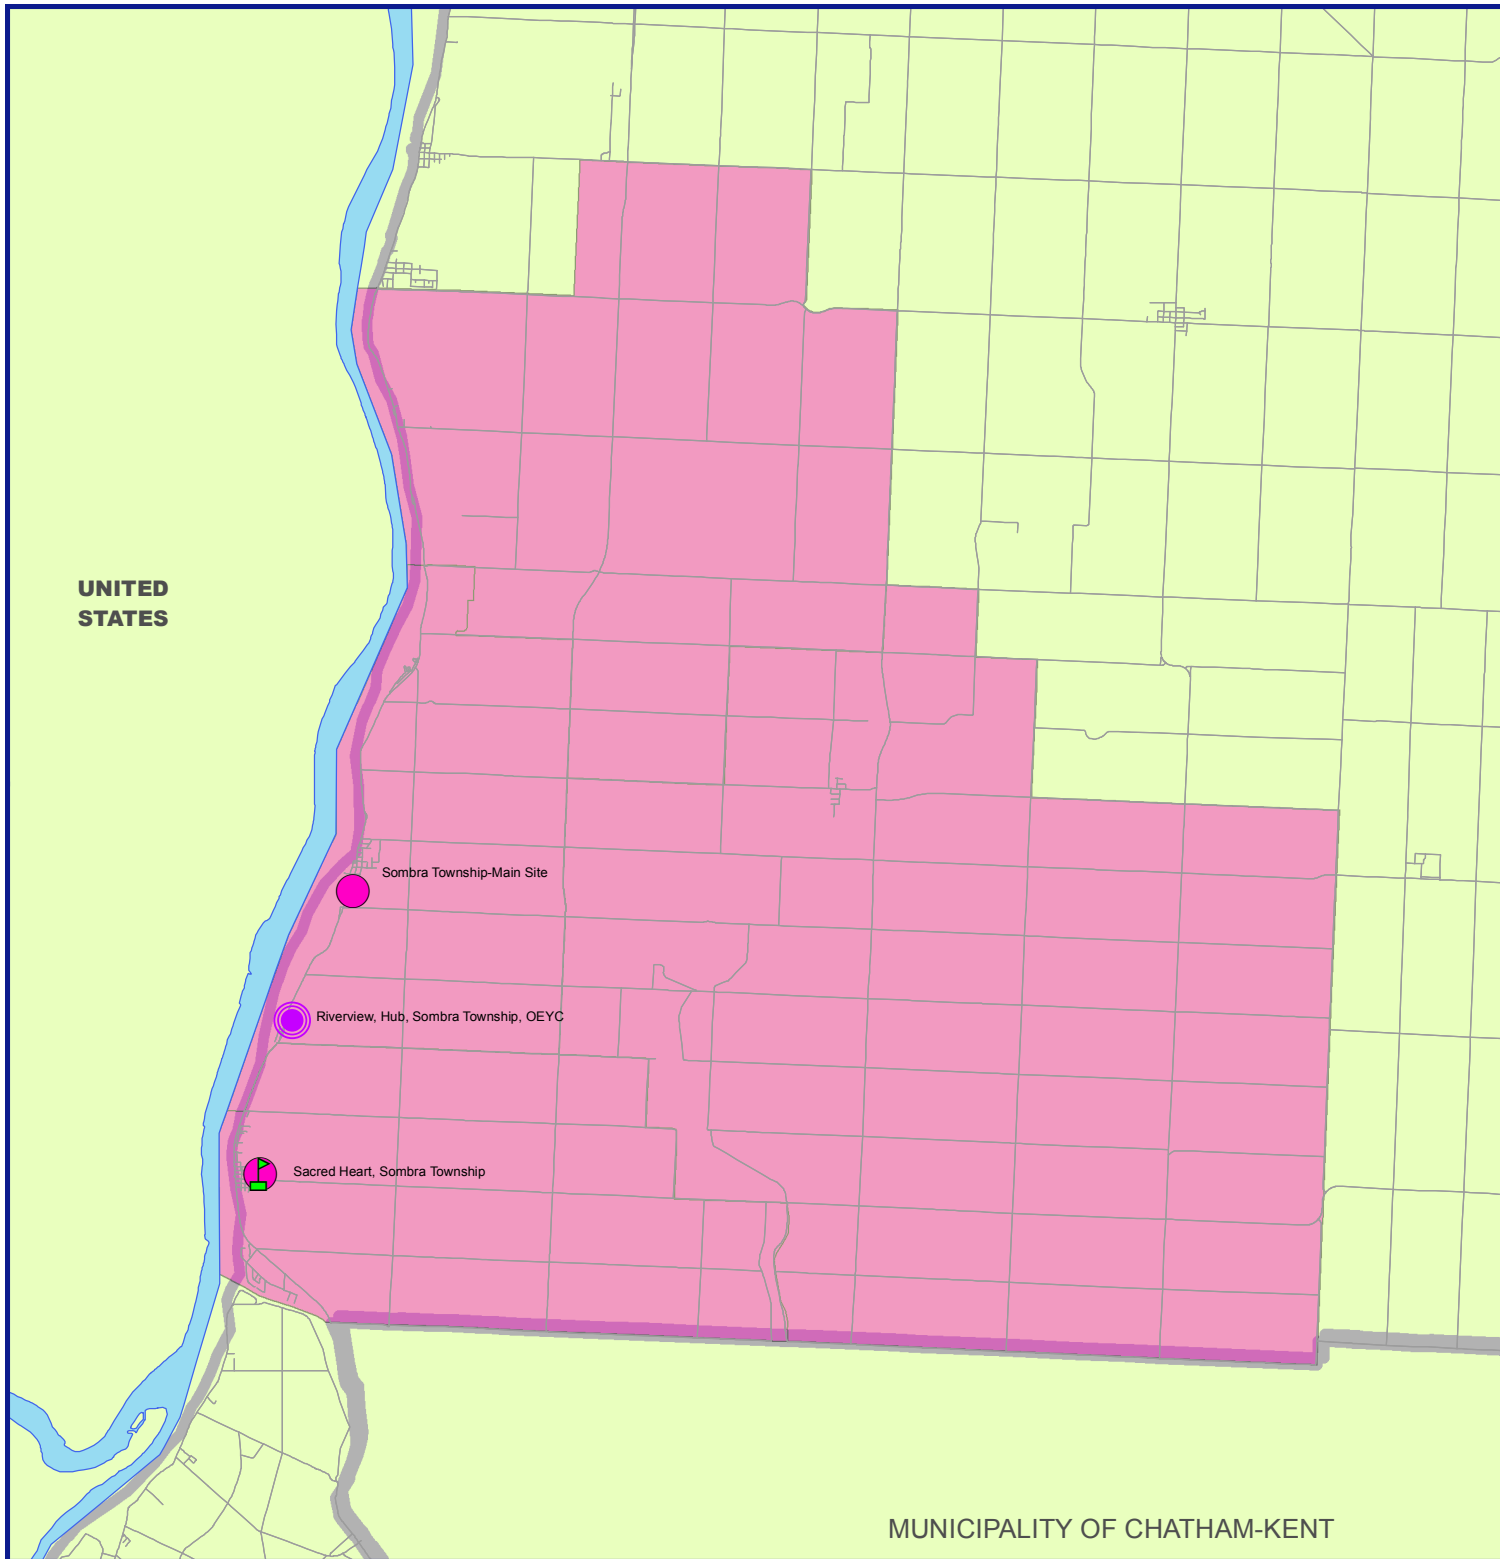 UNITED
STATES
Sombra Township-Main Site
Riverview, Hub, Sombra Township, OEYC
Sacred Heart, Sombra Township
MUNICIPALITY OF CHATHAM-KENT